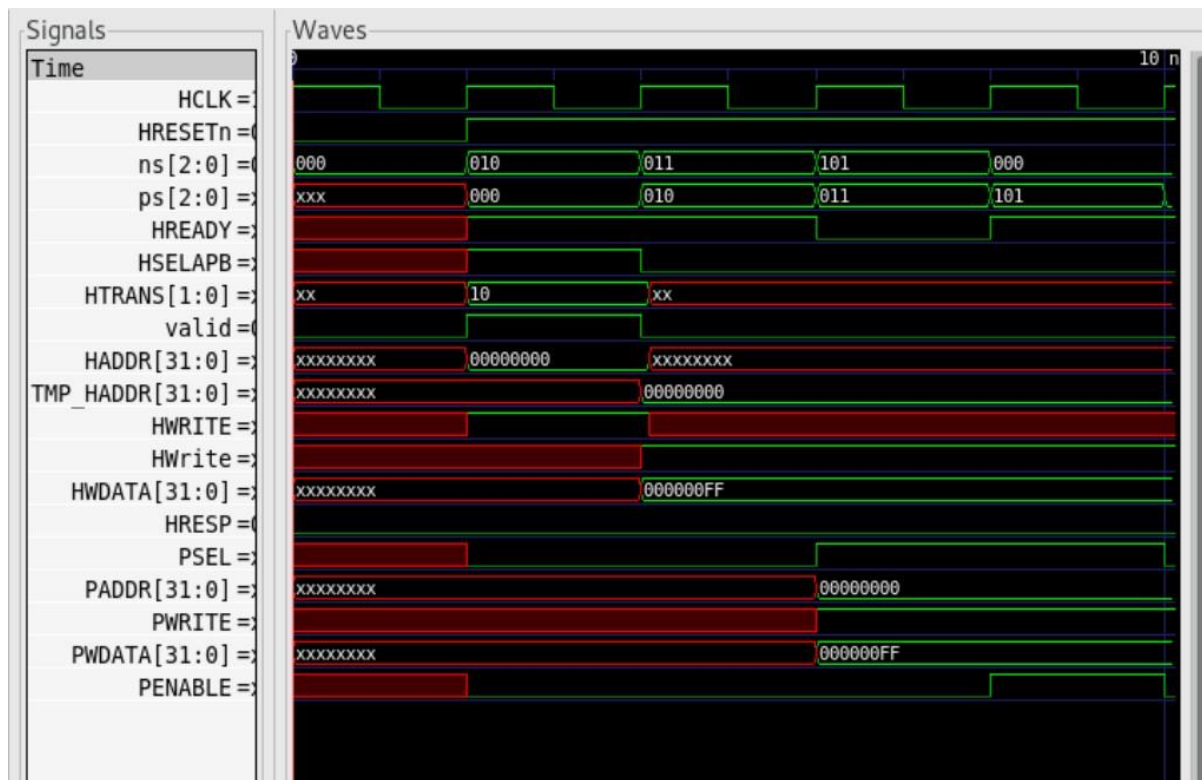 Signals Waves
Time 0 10 n
HCLK =1
HRESETn =0
ns[2:0] =0 000 010 011 101 000
ps[2:0] =x xxx 000 010 011 101
HREADY =x
HSELAPB =x
HTRANS[1:0] =x xx 10 xx
valid =0
HADDR[31:0] =x xxxxxxxx 00000000 xxxxxxxx
TMP_HADDR[31:0] =x xxxxxxxx 00000000
HWRITE =x
HWrite =x
HWDATA[31:0] =x xxxxxxxx 000000FF
HRESP =0
PSEL =x
PADDR[31:0] =x xxxxxxxx 00000000
PWRITE =x
PWDATA[31:0] =x xxxxxxxx 000000FF
PENABLE =x